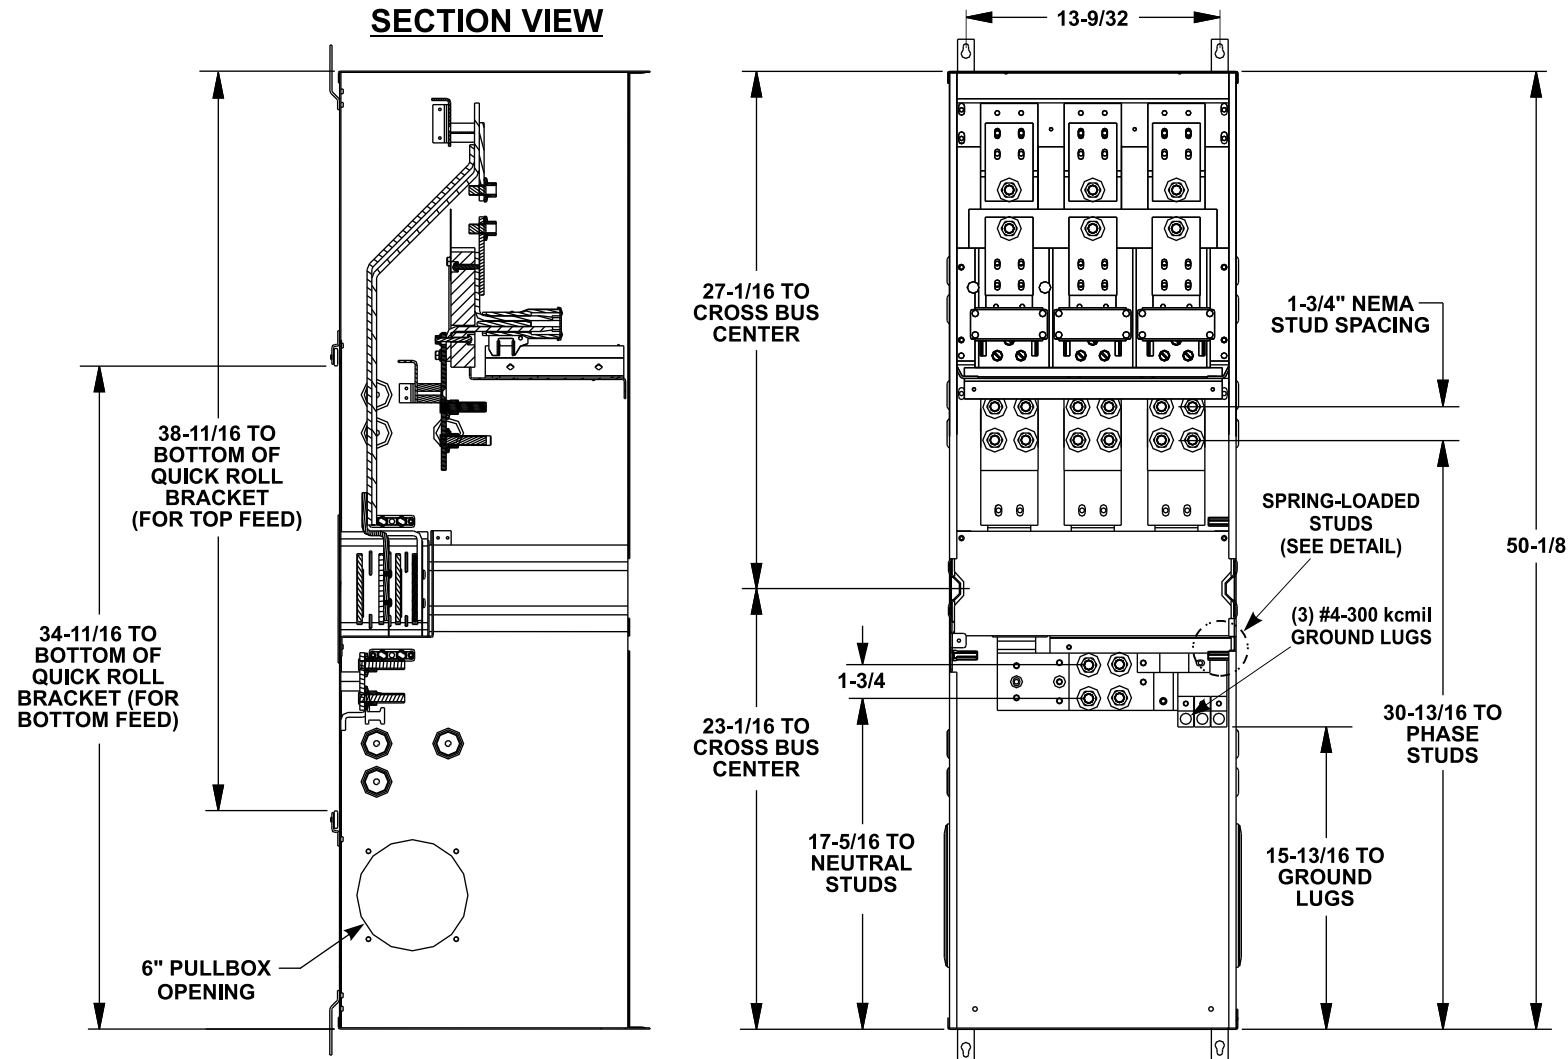 SECTION VIEW
13-9/32
27-1/16 TO
CROSS BUS
CENTER
1-3/4" NEMA
STUD SPACING
38-11/16 TO
BOTTOM OF
QUICK ROLL
BRACKET
(FOR TOP FEED)
SPRING-LOADED
STUDS
(SEE DETAIL)
50-1/8
34-11/16 TO
BOTTOM OF
QUICK ROLL
BRACKET (FOR
BOTTOM FEED)
(3) #4-300 kcmil
GROUND LUGS
1-3/4
23-1/16 TO
CROSS BUS
CENTER
30-13/16 TO
PHASE
STUDS
17-5/16 TO
NEUTRAL
STUDS
15-13/16 TO
GROUND
LUGS
6" PULLBOX
OPENING